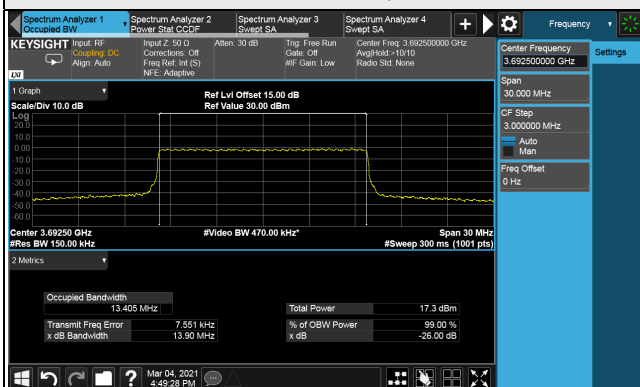 Spectrum Analyzer 1
Occupied BW
Spectrum Analyzer 2
Power Stat CCDF
Spectrum Analyzer 3
Swept SA
Spectrum Analyzer 4
Swept SA
Frequency
KEYSIGHT
Input: RF
Coupling: DC
Align: Auto
Input Z: 50 Ω
Corrections: Off
Freq Ref: Int (S)
NFE: Adaptive
Atten: 30 dB
Trig: Free Run
Gate: Off
#IF Gain: Low
Center Freq: 3.692500000 GHz
Avg|Hold:>10/10
Radio Std: None
LXI
Center Frequency
3.692500000 GHz
Settings
Span
30.000 MHz
CF Step
3.000000 MHz
Auto
Man
Freq Offset
0 Hz
1 Graph
Scale/Div 10.0 dB
Ref Lvl Offset 15.00 dB
Ref Value 30.00 dBm
Log
20.0
10.0
0.00
-10.0
-20.0
-30.0
-40.0
-50.0
-60.0
Center 3.69250 GHz
#Video BW 470.00 kHz*
Span 30 MHz
#Res BW 150.00 kHz
#Sweep 300 ms (1001 pts)
2 Metrics
Occupied Bandwidth
13.405 MHz
Total Power 17.3 dBm
Transmit Freq Error 7.551 kHz
% of OBW Power 99.00 %
x dB Bandwidth 13.90 MHz
x dB -26.00 dB
?
Mar 04, 2021
4:49:28 PM